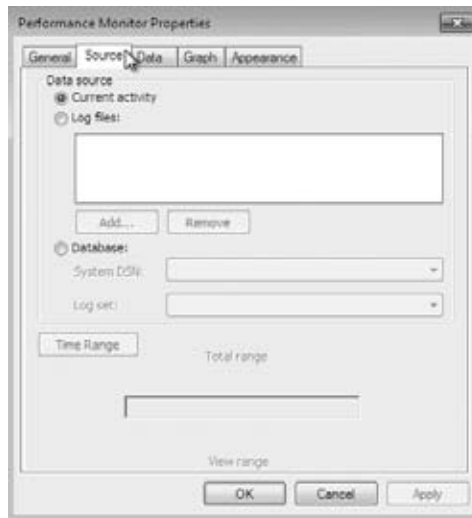 Performance Monitor Properties
General Source Data Graph Appearance
Data source
Current activity
Log files:
Add... Remove
Database:
System DSN:
Log set:
Time Range
Total range
View range
OK Cancel Apply